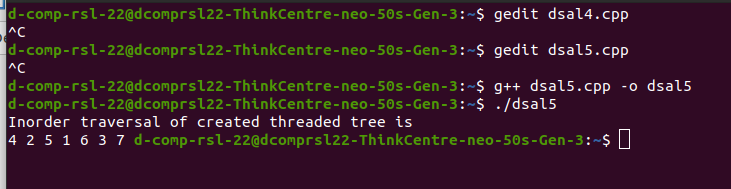 d-comp-rsl-22@dcomprsl22-ThinkCentre-neo-50s-Gen-3:~$ gedit dsal4.cpp
^C
d-comp-rsl-22@dcomprsl22-ThinkCentre-neo-50s-Gen-3:~$ gedit dsal5.cpp
^C
d-comp-rsl-22@dcomprsl22-ThinkCentre-neo-50s-Gen-3:~$ g++ dsal5.cpp -o dsal5
d-comp-rsl-22@dcomprsl22-ThinkCentre-neo-50s-Gen-3:~$ ./dsal5
Inorder traversal of created threaded tree is
4 2 5 1 6 3 7 d-comp-rsl-22@dcomprsl22-ThinkCentre-neo-50s-Gen-3:~$